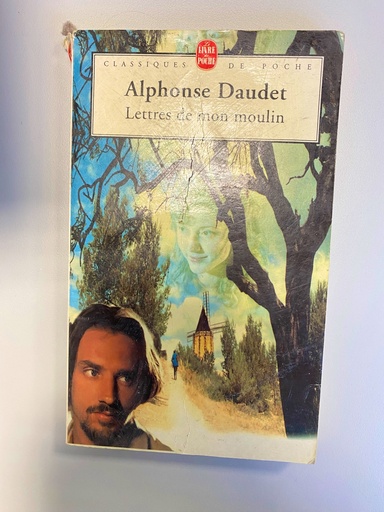 Le
LIVRE
de
POCHE
CLASSIQUES DE POCHE
Alphonse Daudet
Lettres de mon moulin